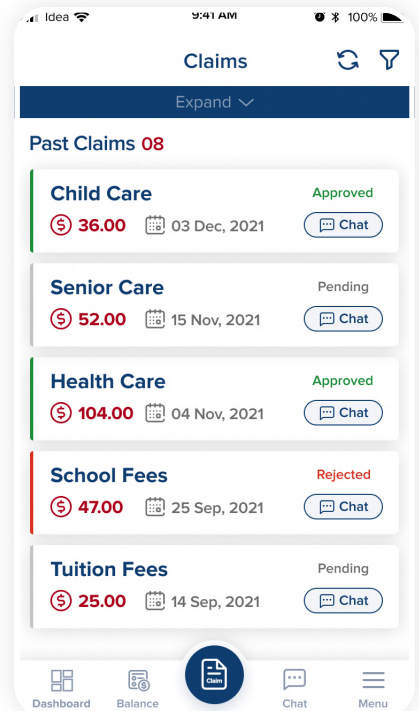 Idea 9:41 AM 100%
Claims
Expand
Past Claims 08
Child Care Approved
$ 36.00 03 Dec, 2021 Chat
Senior Care Pending
$ 52.00 15 Nov, 2021 Chat
Health Care Approved
$ 104.00 04 Nov, 2021 Chat
School Fees Rejected
$ 47.00 25 Sep, 2021 Chat
Tuition Fees Pending
$ 25.00 14 Sep, 2021 Chat
Claim
Dashboard Balance Chat Menu